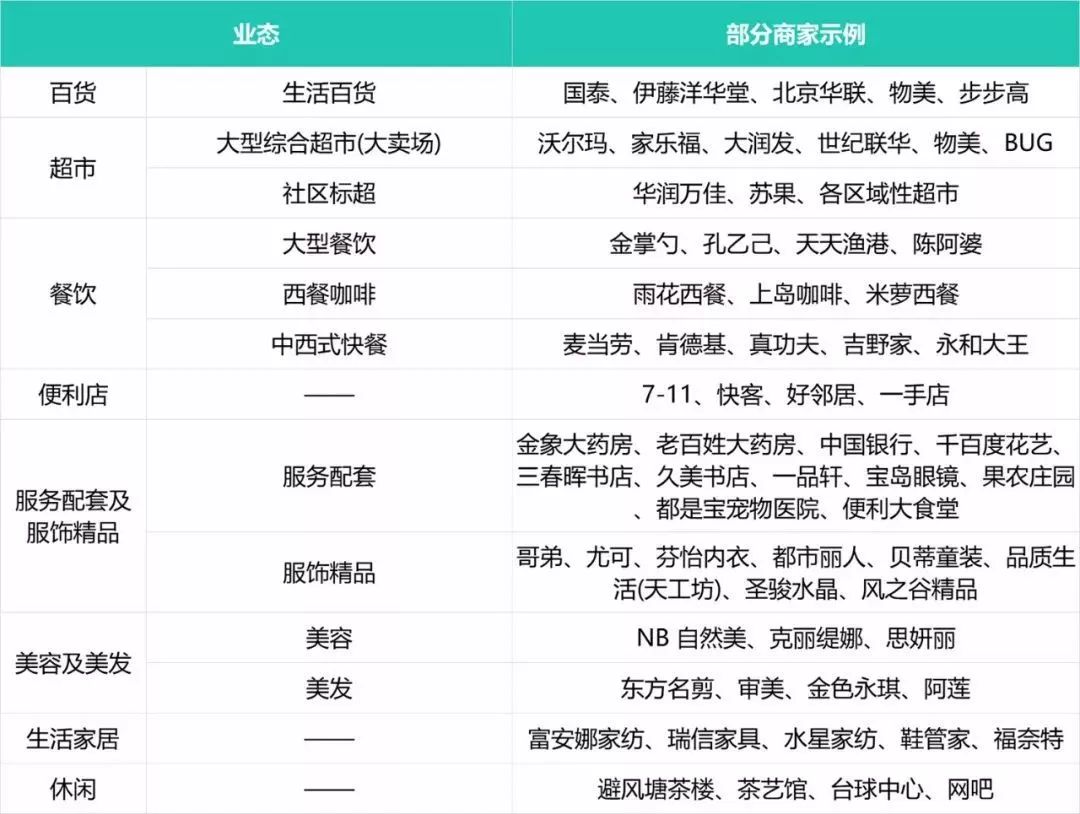 业态
部分商家示例
百货
生活百货
国泰、伊藤洋华堂、北京华联、物美、步步高
超市
大型综合超市(大卖场)
沃尔玛、家乐福、大润发、世纪联华、物美、BUG
社区标超
华润万佳、苏果、各区域性超市
餐饮
大型餐饮
金掌勺、孔乙己、天天渔港、陈阿婆
西餐咖啡
雨花西餐、上岛咖啡、米萝西餐
中西式快餐
麦当劳、肯德基、真功夫、吉野家、永和大王
便利店
——
7-11、快客、好邻居、一手店
服务配套及
服饰精品
服务配套
金象大药房、老百姓大药房、中国银行、千百度花艺、
三春晖书店、久美书店、一品轩、宝岛眼镜、果农庄园
、都是宝宠物医院、便利大食堂
服饰精品
哥弟、尤可、芬怡内衣、都市丽人、贝蒂童装、品质生
活(天工坊)、圣骏水晶、风之谷精品
美容及美发
美容
NB 自然美、克丽缇娜、思妍丽
美发
东方名剪、审美、金色永琪、阿莲
生活家居
——
富安娜家纺、瑞信家具、水星家纺、鞋管家、福奈特
休闲
——
避风塘茶楼、茶艺馆、台球中心、网吧